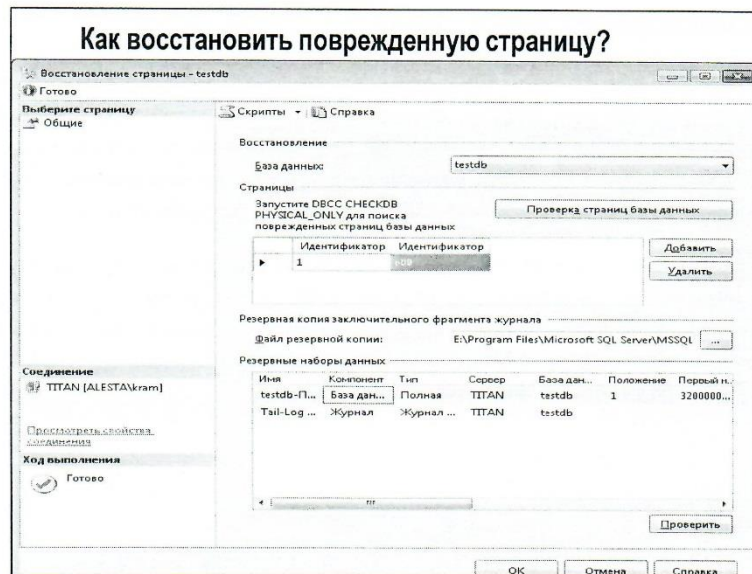 Как восстановить поврежденную страницу?
Восстановление страницы - testdb
Готово
Выберите страницу
Общие
Скрипты
Справка
Восстановление
База данных:
testdb
Страницы
Запустите DBCC CHECKDB
PHYSICAL_ONLY для поиска
поврежденных страниц базы данных
Проверка страниц базы данных
Идентификатор Идентификатор
1
Добавить
Удалить
Резервная копия заключительного фрагмента журнала
Файл резервной копии: E:\Program Files\Microsoft SQL Server\MSSQL ...
Резервные наборы данных
Имя Компонент Тип Сервер База дан... Положение Первый н..
testdb-П... База дан... Полная TITAN testdb 1 3200000...
Tail-Log ... Журнал Журнал ... TITAN testdb
Соединение
TITAN [ALESTA\kram]
Просмотреть свойства
соединения
Ход выполнения
Готово
Проверить
OK Отмена Справка